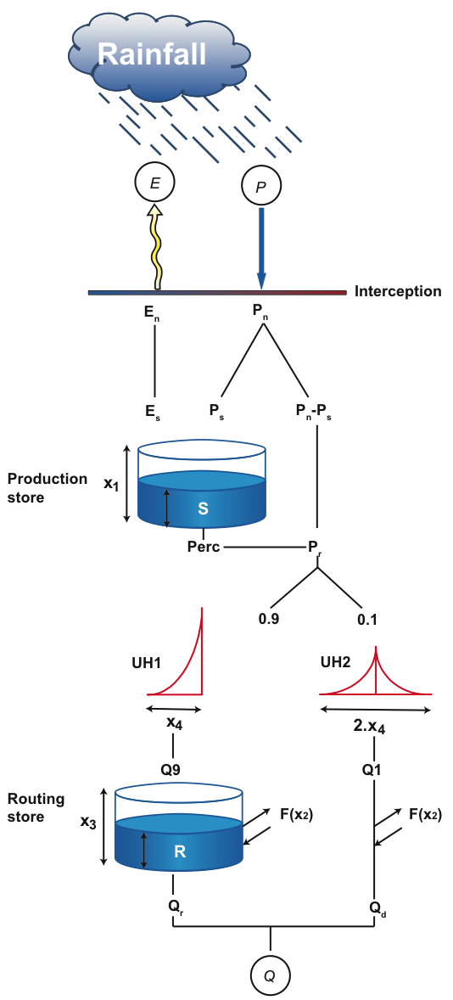 Rainfall
E
P
Interception
Eₙ
Pₙ
Eₛ
Pₛ
Pₙ-Pₛ
Production
store
x₁
S
Perc
Pᵣ
0.9
0.1
UH1
UH2
x₄
2.x₄
Q9
Q1
Routing
store
x₃
R
F(x₂)
F(x₂)
Qᵣ
Q_d
Q